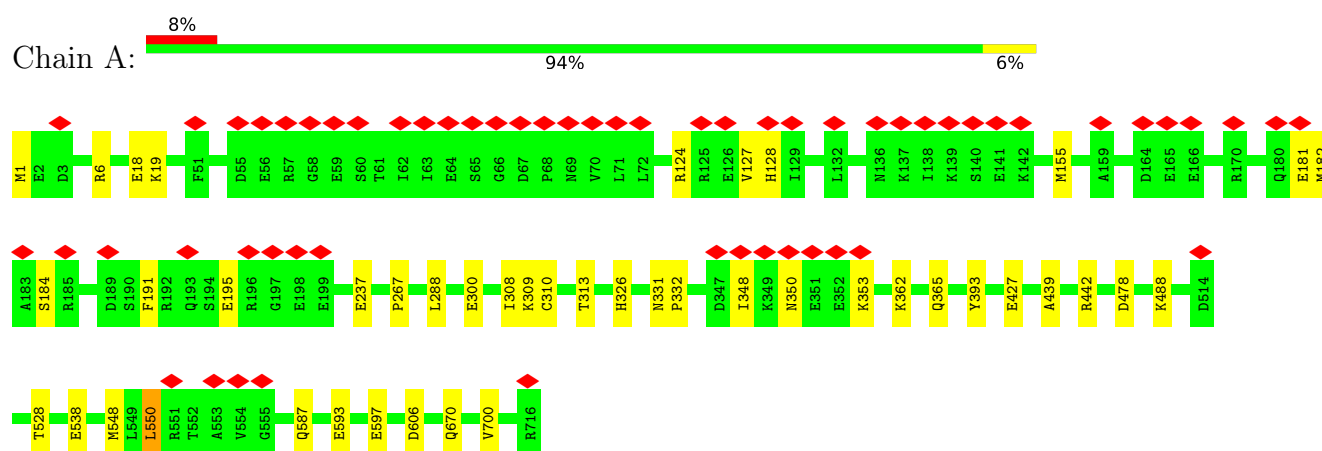 8%
Chain A:
94%
6%
M1 E2 D3 R6 E18 K19 F51 D55 E56 R57 G58 E59 S60 T61 I62 I63 E64 S65 G66 D67 P68 N69 V70 L71 L72 R124 R125 E126 V127 H128 I129 L132 N136 K137 I138 K139 S140 E141 K142 M155 A159 D164 E165 E166 R170 Q180 E181 M182
A183 S184 R185 D189 S190 F191 R192 Q193 S194 E195 R196 G197 E198 E199 E237 P267 L288 E300 I308 K309 C310 T313 H326 N331 P332 D347 I348 K349 N350 E351 E352 K353 K362 Q365 Y393 E427 A439 R442 D478 K488 D514
T528 E538 M548 L549 L550 R551 T552 A553 V554 G555 Q587 E593 E597 D606 Q670 V700 R716